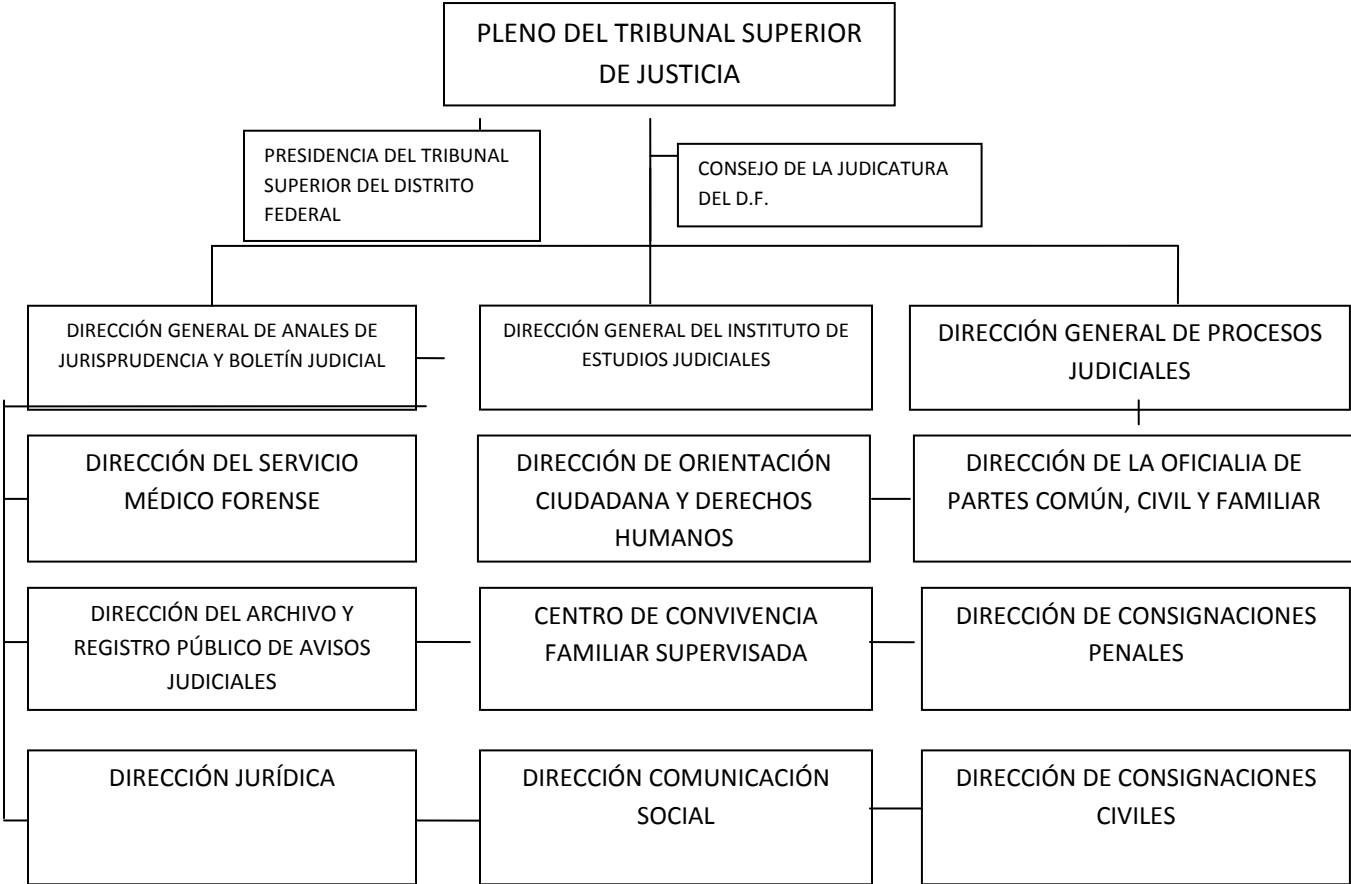 PLENO DEL TRIBUNAL SUPERIOR
DE JUSTICIA
PRESIDENCIA DEL TRIBUNAL
SUPERIOR DEL DISTRITO
FEDERAL
CONSEJO DE LA JUDICATURA
DEL D.F.
DIRECCIÓN GENERAL DE ANALES DE
JURISPRUDENCIA Y BOLETÍN JUDICIAL
DIRECCIÓN GENERAL DEL INSTITUTO DE
ESTUDIOS JUDICIALES
DIRECCIÓN GENERAL DE PROCESOS
JUDICIALES
DIRECCIÓN DEL SERVICIO
MÉDICO FORENSE
DIRECCIÓN DE ORIENTACIÓN
CIUDADANA Y DERECHOS
HUMANOS
DIRECCIÓN DE LA OFICIALIA DE
PARTES COMÚN, CIVIL Y FAMILIAR
DIRECCIÓN DEL ARCHIVO Y
REGISTRO PÚBLICO DE AVISOS
JUDICIALES
CENTRO DE CONVIVENCIA
FAMILIAR SUPERVISADA
DIRECCIÓN DE CONSIGNACIONES
PENALES
DIRECCIÓN JURÍDICA
DIRECCIÓN COMUNICACIÓN
SOCIAL
DIRECCIÓN DE CONSIGNACIONES
CIVILES